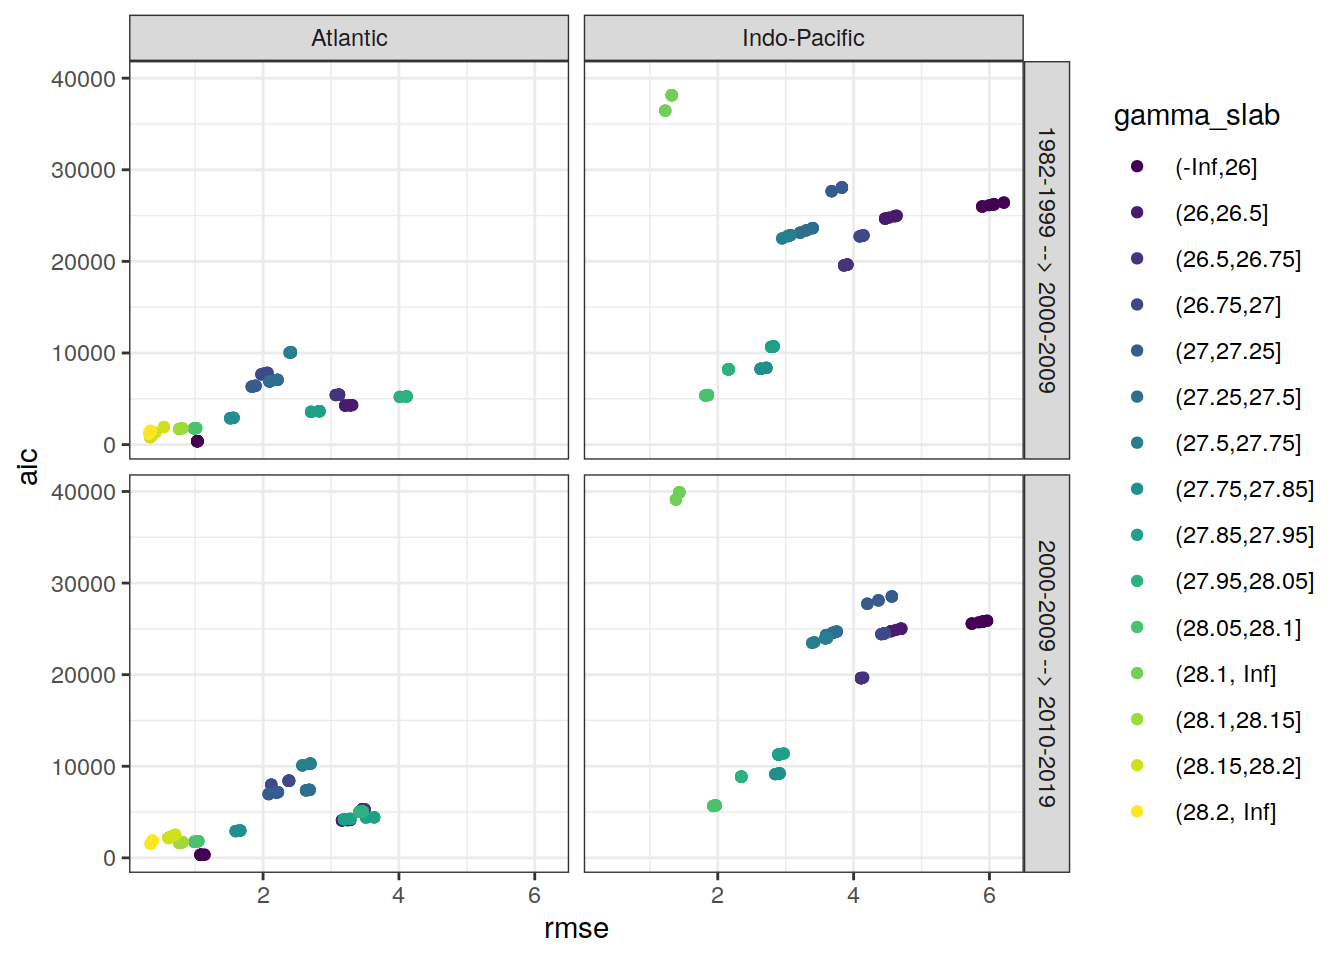 Atlantic
Indo-Pacific
40000
30000
20000
10000
0
1982-1999 --> 2000-2009
40000
30000
20000
10000
0
2000-2009 --> 2010-2019
2
4
6
2
4
6
rmse
aic
gamma_slab
(-Inf,26]
(26,26.5]
(26.5,26.75]
(26.75,27]
(27,27.25]
(27.25,27.5]
(27.5,27.75]
(27.75,27.85]
(27.85,27.95]
(27.95,28.05]
(28.05,28.1]
(28.1, Inf]
(28.1,28.15]
(28.15,28.2]
(28.2, Inf]